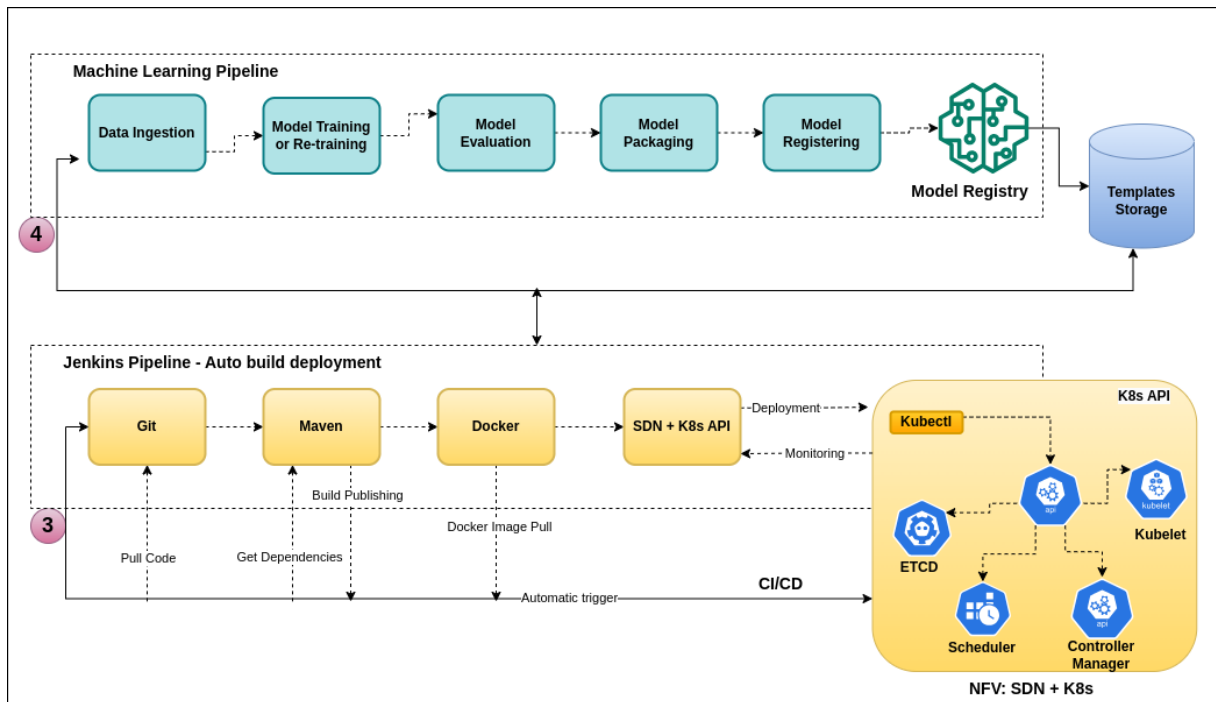 Machine Learning Pipeline
Data Ingestion
Model Training
or Re-training
Model
Evaluation
Model
Packaging
Model
Registering
Model Registry
Templates
Storage
4
Jenkins Pipeline - Auto build deployment
Git
Maven
Docker
SDN + K8s API
Deployment
Monitoring
K8s API
Kubectl
api
kubelet
Kubelet
ETCD
Scheduler
api
Controller
Manager
NFV: SDN + K8s
3
Build Publishing
Docker Image Pull
Pull Code
Get Dependencies
CI/CD
Automatic trigger